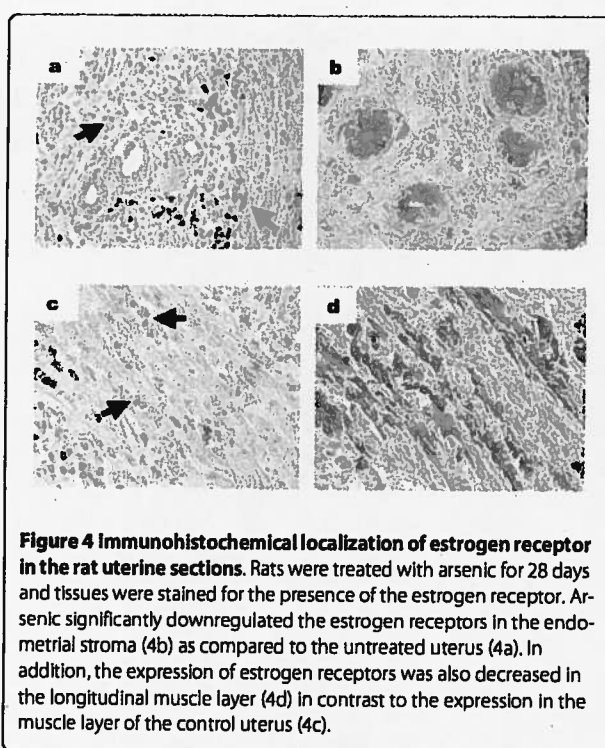 a
b
c
d
Figure 4 Immunohistochemical localization of estrogen receptor
in the rat uterine sections. Rats were treated with arsenic for 28 days
and tissues were stained for the presence of the estrogen receptor. Ar-
senic significantly downregulated the estrogen receptors in the endo-
metrial stroma (4b) as compared to the untreated uterus (4a). In
addition, the expression of estrogen receptors was also decreased in
the longitudinal muscle layer (4d) in contrast to the expression in the
muscle layer of the control uterus (4c).